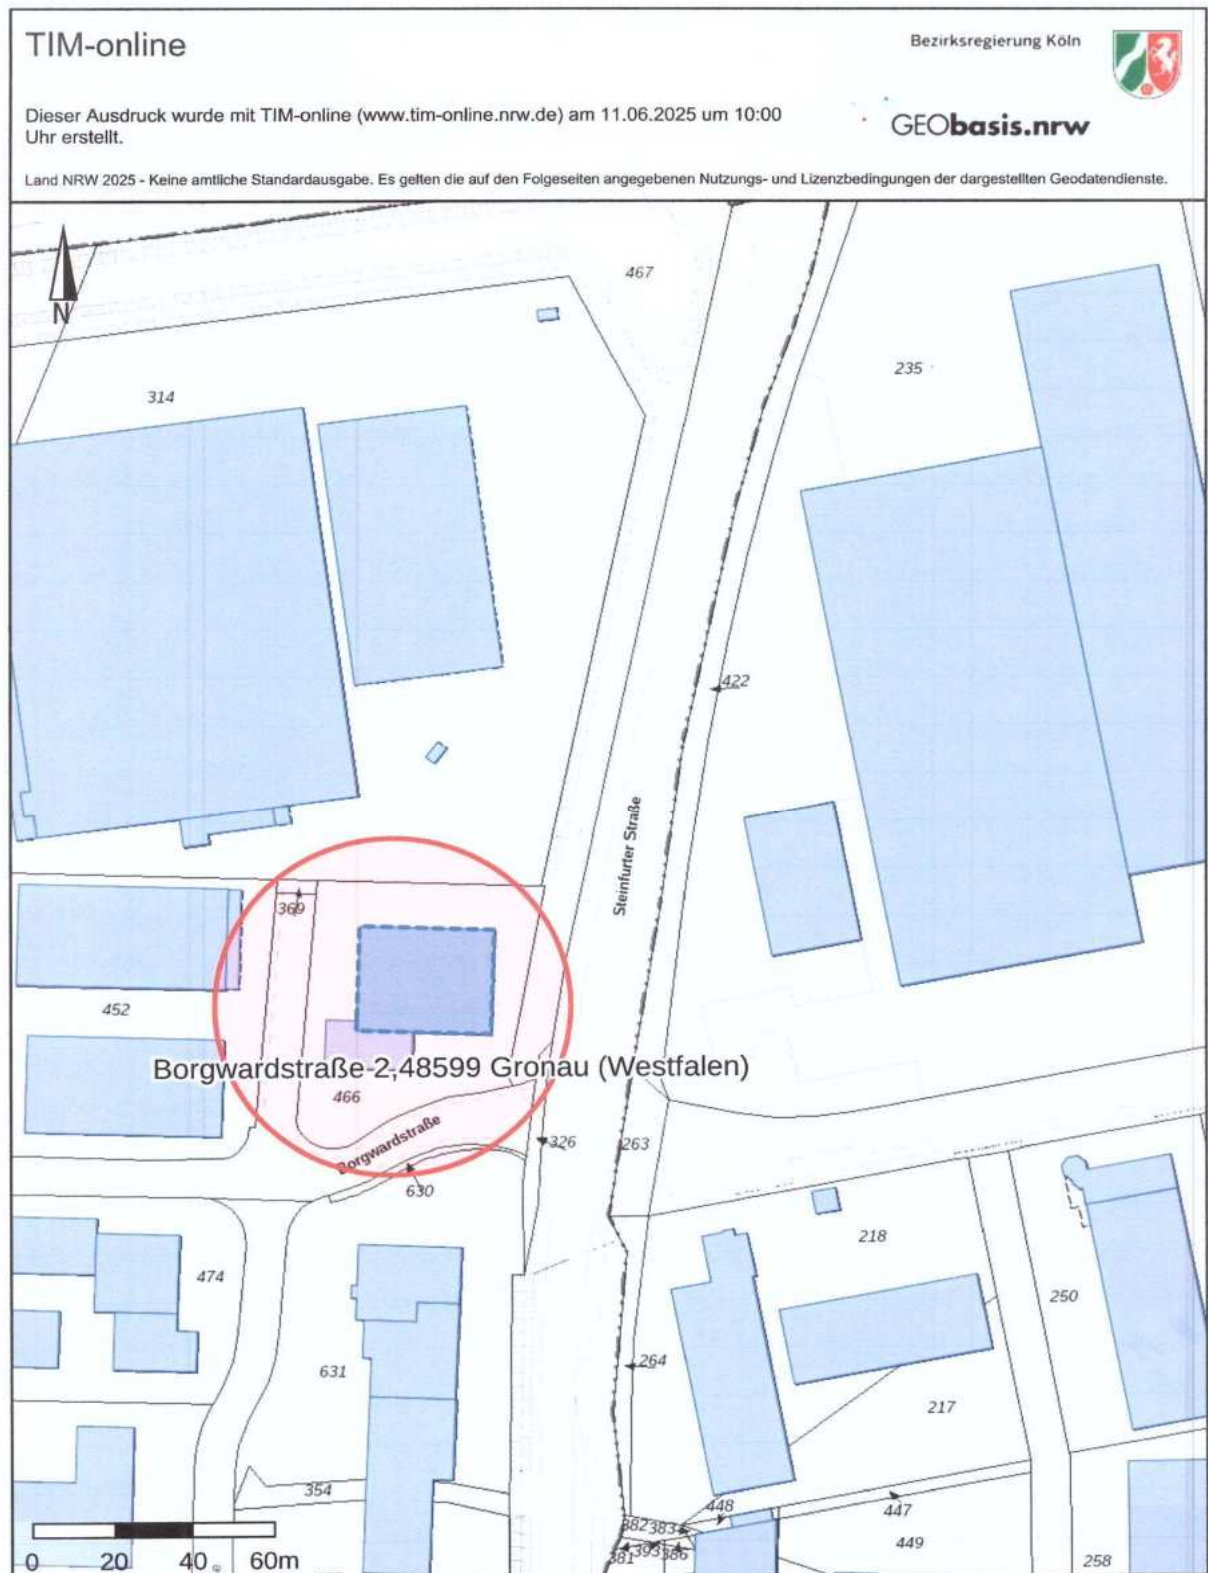 TIM-online
Bezirksregierung Köln
Dieser Ausdruck wurde mit TIM-online (www.tim-online.nrw.de) am 11.06.2025 um 10:00
Uhr erstellt.
GEObasis.nrw
Land NRW 2025 - Keine amtliche Standardausgabe. Es gelten die auf den Folgeseiten angegebenen Nutzungs- und Lizenzbedingungen der dargestellten Geodatendienste.
N
467
314
235
422
Steinfurter Straße
369
452
Borgwardstraße 2,48599 Gronau (Westfalen)
466
Borgwardstraße
326
263
630
218
474
250
264
631
217
354
448
447
382
383
449
381
393
386
258
0 20 40 60m